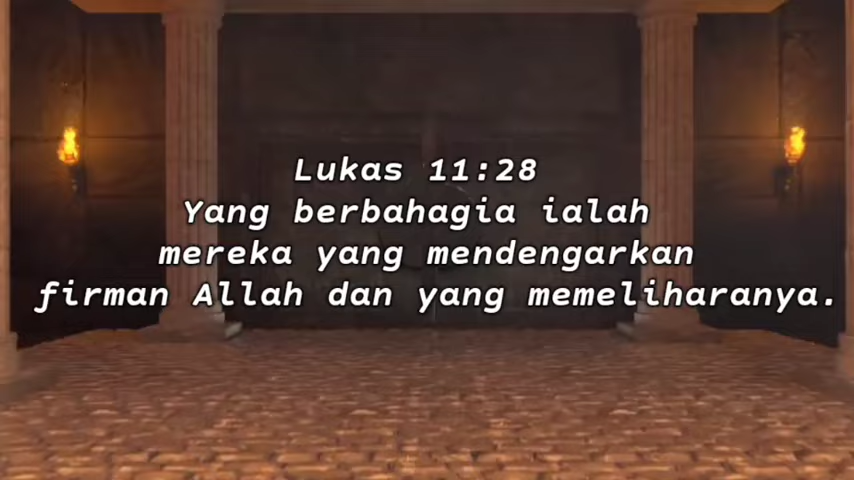 Lukas 11:28
Yang berbahagia ialah
mereka yang mendengarkan
firman Allah dan yang memeliharanya.